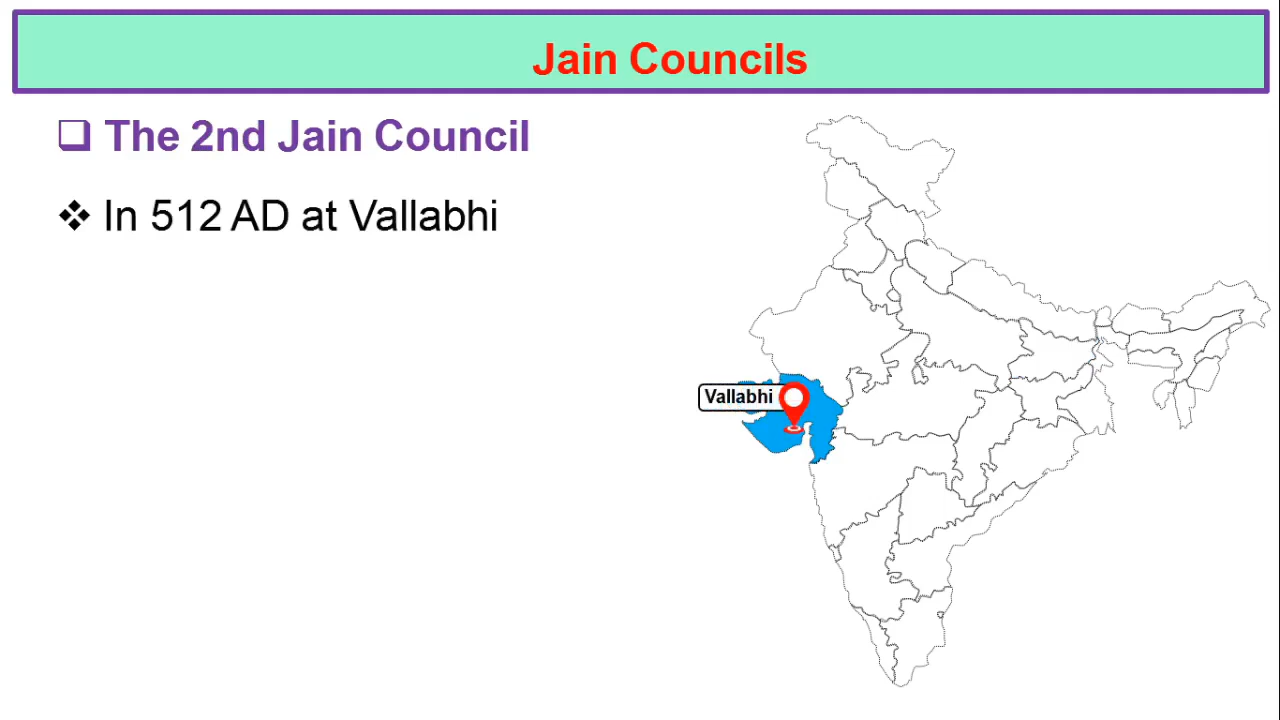 Jain Councils
The 2nd Jain Council
In 512 AD at Vallabhi
Vallabhi